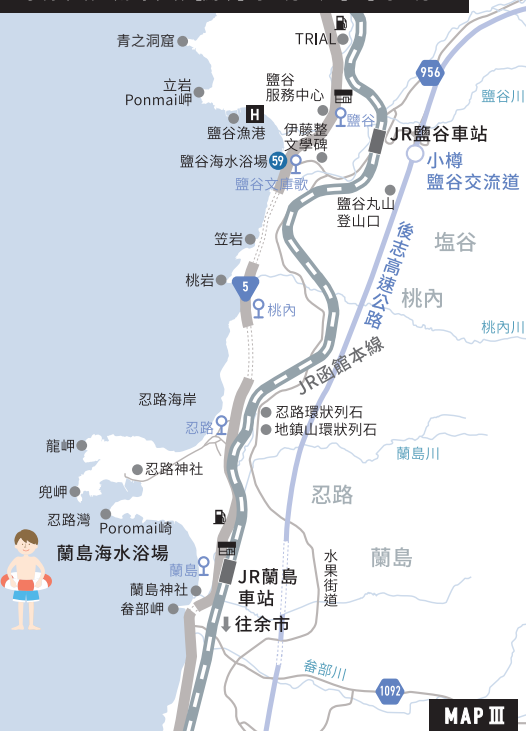 青之洞窟
TRIAL
956
立岩
Ponmai岬
鹽谷
服務中心
鹽谷川
H
鹽谷漁港
鹽谷
伊藤整
文學碑
JR鹽谷車站
鹽谷海水浴場
59
小樽
鹽谷交流道
鹽谷文庫歌
鹽谷丸山
登山口
笠岩
後志高速公路
塩谷
桃岩
5
桃內
桃內
桃內川
JR函館本線
忍路海岸
忍路環狀列石
忍路
地鎮山環狀列石
龍岬
忍路神社
蘭島川
兜岬
忍路
忍路灣
Poromai崎
蘭島海水浴場
水果街道
蘭島
蘭島
JR蘭島
車站
蘭島神社
畚部岬
往余市
畚部川
1092
MAP III